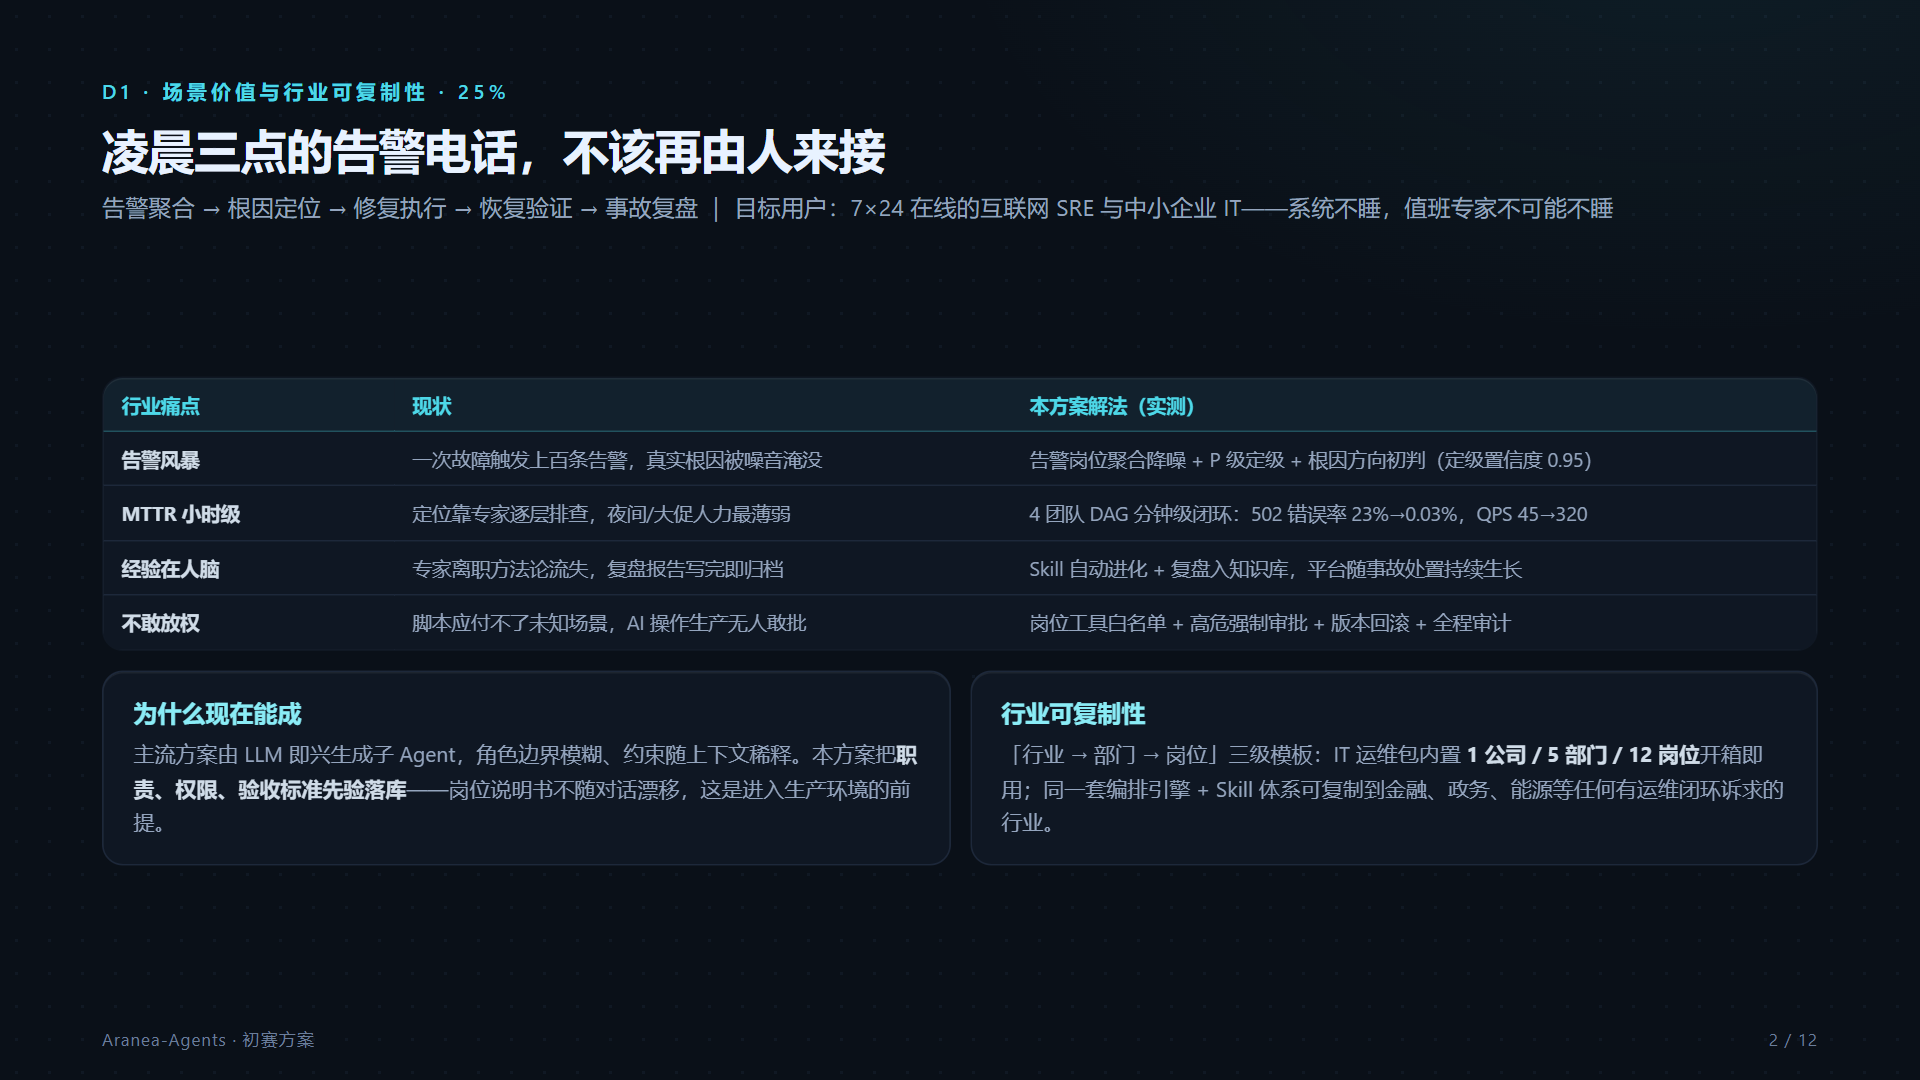 D1 · 场景价值与行业可复制性 · 25%
凌晨三点的告警电话，不该再由人来接
告警聚合 → 根因定位 → 修复执行 → 恢复验证 → 事故复盘 ｜ 目标用户：7×24 在线的互联网 SRE 与中小企业 IT——系统不睡，值班专家不可能不睡
行业痛点 现状 本方案解法（实测）
告警风暴 一次故障触发上百条告警，真实根因被噪音淹没 告警岗位聚合降噪 + P 级定级 + 根因方向初判（定级置信度 0.95）
MTTR 小时级 定位靠专家逐层排查，夜间/大促人力最薄弱 4 团队 DAG 分钟级闭环：502 错误率 23%→0.03%，QPS 45→320
经验在人脑 专家离职方法论流失，复盘报告写完即归档 Skill 自动进化 + 复盘入知识库，平台随事故处置持续生长
不敢放权 脚本应付不了未知场景，AI 操作生产无人敢批 岗位工具白名单 + 高危强制审批 + 版本回滚 + 全程审计
为什么现在能成
主流方案由 LLM 即兴生成子 Agent，角色边界模糊、约束随上下文稀释。本方案把职
责、权限、验收标准先验落库——岗位说明书不随对话漂移，这是进入生产环境的前
提。
行业可复制性
「行业 → 部门 → 岗位」三级模板：IT 运维包内置 1 公司 / 5 部门 / 12 岗位开箱即
用；同一套编排引擎 + Skill 体系可复制到金融、政务、能源等任何有运维闭环诉求的
行业。
Aranea-Agents · 初赛方案
2 / 12